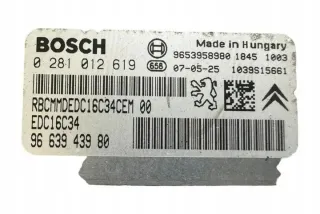 BOSCH
Made in Hungary
9653958980 1845 1003
0 281 012 619
658
07-05-25
1039S15661
RBCMMDEDC16C34CEM 00
EDC16C34
96 639 439 80